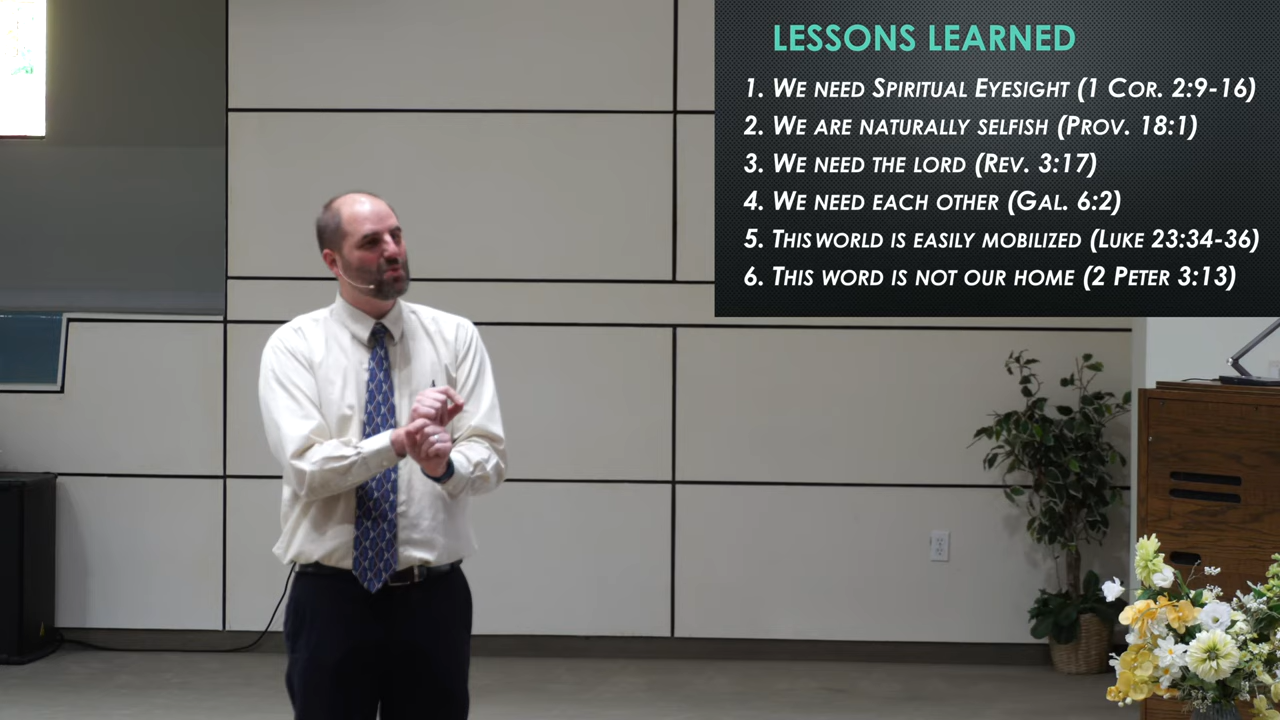 LESSONS LEARNED
1. WE NEED SPIRITUAL EYESIGHT (1 COR. 2:9-16)
2. WE ARE NATURALLY SELFISH (PROV. 18:1)
3. WE NEED THE LORD (REV. 3:17)
4. WE NEED EACH OTHER (GAL. 6:2)
5. THIS WORLD IS EASILY MOBILIZED (LUKE 23:34-36)
6. THIS WORD IS NOT OUR HOME (2 PETER 3:13)